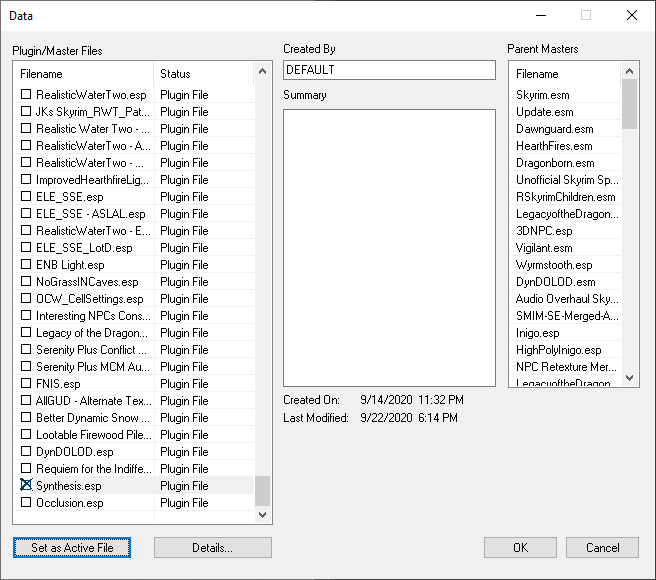 Data
Plugin/Master Files
Filename Status
RealisticWaterTwo.esp Plugin File
JKs Skyrim_RWT_Pat... Plugin File
Realistic Water Two - ... Plugin File
RealisticWaterTwo - A... Plugin File
RealisticWaterTwo - ... Plugin File
ImprovedHearthfireLig... Plugin File
ELE_SSE.esp Plugin File
ELE_SSE - ASLAL.esp Plugin File
RealisticWaterTwo - E... Plugin File
ELE_SSE_LotD.esp Plugin File
ENB Light.esp Plugin File
NoGrassINCaves.esp Plugin File
OCW_CellSettings.esp Plugin File
Interesting NPCs Cons... Plugin File
Legacy of the Dragon... Plugin File
Serenity Plus Conflict ... Plugin File
Serenity Plus MCM Au... Plugin File
FNIS.esp Plugin File
AllGUD - Alternate Tex... Plugin File
Better Dynamic Snow ... Plugin File
Lootable Firewood Pile... Plugin File
DynDOLOD.esp Plugin File
Requiem for the Indiffe... Plugin File
Synthesis.esp Plugin File
Occlusion.esp Plugin File
Set as Active File Details...
Created By
DEFAULT
Summary
Created On: 9/14/2020 11:32 PM
Last Modified: 9/22/2020 6:14 PM
Parent Masters
Filename
Skyrim.esm
Update.esm
Dawnguard.esm
HearthFires.esm
Dragonborn.esm
Unofficial Skyrim Sp...
RSkyrimChildren.esm
LegacyoftheDragon...
3DNPC.esp
Vigilant.esm
Wyrmstooth.esp
DynDOLOD.esm
Audio Overhaul Sky...
SMIM-SE-Merged-A...
Inigo.esp
HighPolyInigo.esp
NPC Retexture Mer...
LegacyoftheDragon...
OK Cancel